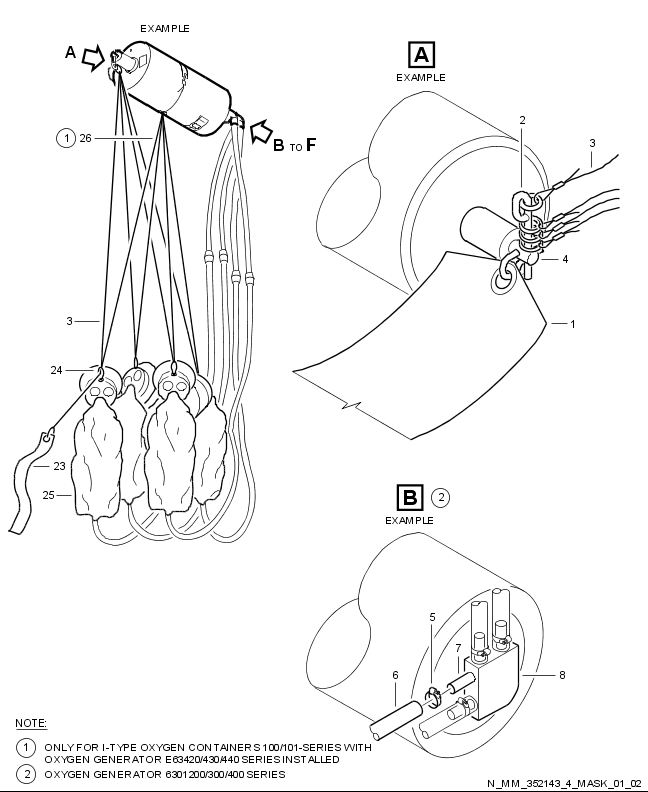 EXAMPLE
A
1 26
B TO F
3
24
23
25
A
EXAMPLE
2
3
4
1
B 2
EXAMPLE
5
7
6
8
NOTE:
1 ONLY FOR I-TYPE OXYGEN CONTAINERS 100/101-SERIES WITH
OXYGEN GENERATOR E63420/430/440 SERIES INSTALLED
2 OXYGEN GENERATOR 6301200/300/400 SERIES
N_MM_352143_4_MASK_01_02